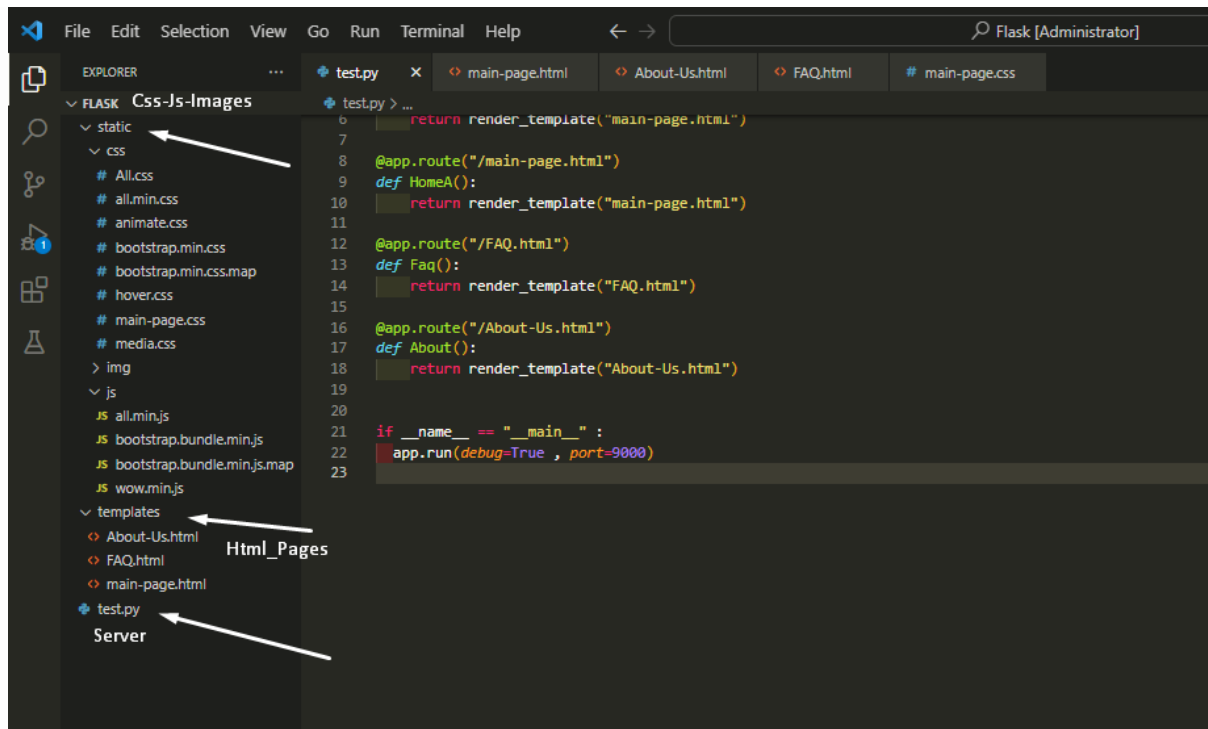 File Edit Selection View Go Run Terminal Help Flask [Administrator]
EXPLORER ···
test.py × main-page.html About-Us.html FAQ.html # main-page.css
FLASK Css-Js-Images
static
css
# All.css
# all.min.css
# animate.css
# bootstrap.min.css
# bootstrap.min.css.map
# hover.css
# main-page.css
# media.css
img
js
JS all.min.js
JS bootstrap.bundle.min.js
JS bootstrap.bundle.min.js.map
JS wow.min.js
templates
<> About-Us.html
Html_Pages
<> FAQ.html
<> main-page.html
test.py
Server
1
test.py > ...
6 return render_template("main-page.html")
7
8 @app.route("/main-page.html")
9 def HomeA():
10 return render_template("main-page.html")
11
12 @app.route("/FAQ.html")
13 def Faq():
14 return render_template("FAQ.html")
15
16 @app.route("/About-Us.html")
17 def About():
18 return render_template("About-Us.html")
19
20
21 if __name__ == "__main__" :
22 app.run(debug=True , port=9000)
23